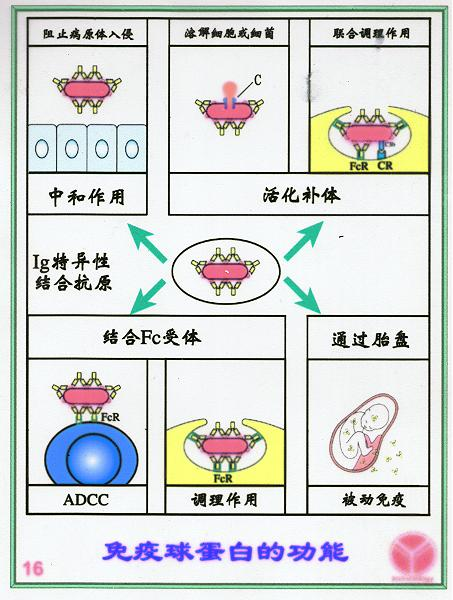 阻止病原体入侵
溶解细胞或细菌
联合调理作用
C
C3b
FcR CR
中和作用
活化补体
Ig特异性
结合抗原
结合Fc受体
通过胎盘
FcR
FcR
ADCC
调理作用
被动免疫
免疫球蛋白的功能
16